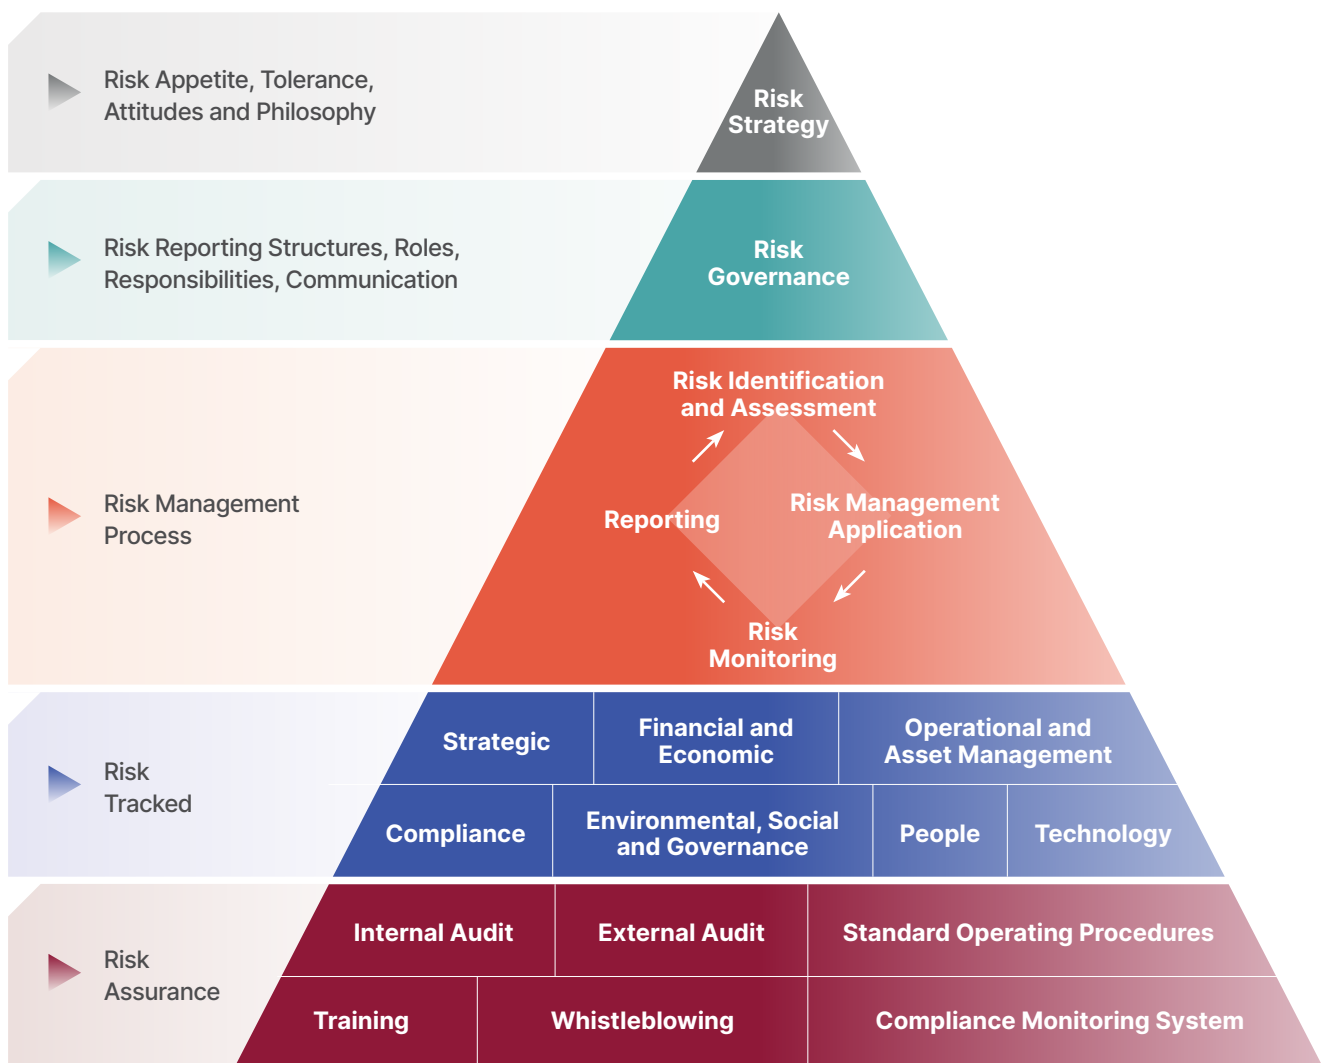 Risk Appetite, Tolerance,
Attitudes and Philosophy
Risk
Strategy
Risk Reporting Structures, Roles,
Responsibilities, Communication
Risk
Governance
Risk Management
Process
Risk Identification
and Assessment
Reporting
Risk Management
Application
Risk
Monitoring
Risk
Tracked
Strategic
Financial and
Economic
Operational and
Asset Management
Compliance
Environmental, Social
and Governance
People
Technology
Risk
Assurance
Internal Audit
External Audit
Standard Operating Procedures
Training
Whistleblowing
Compliance Monitoring System